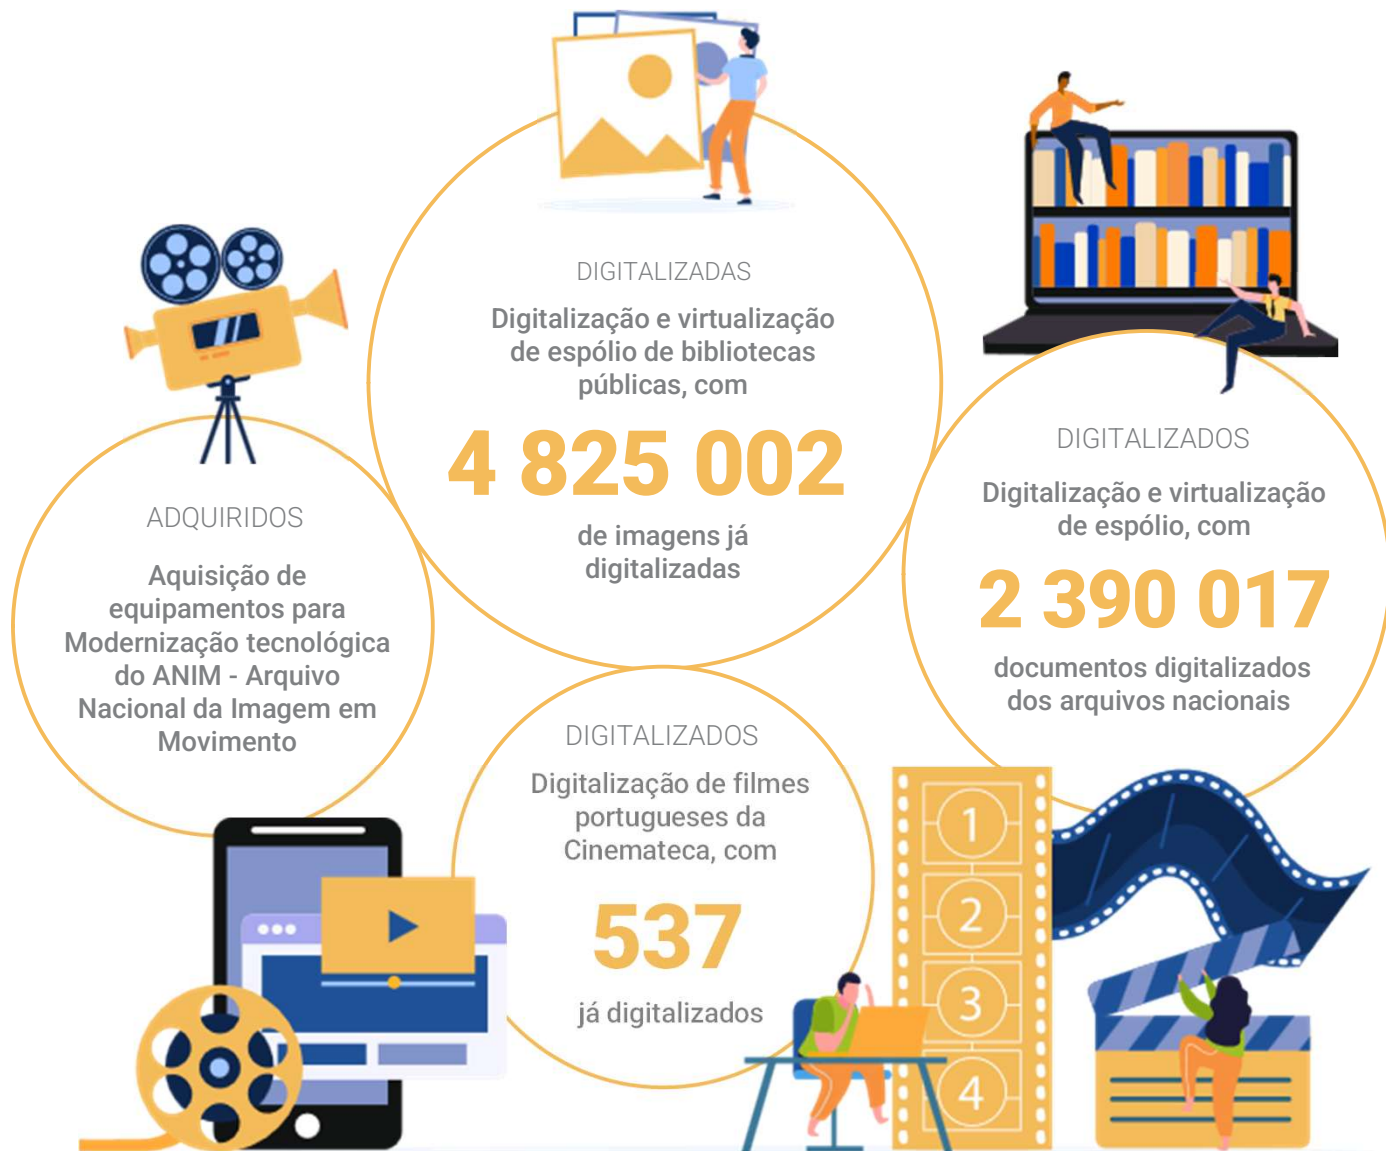 DIGITALIZADAS
Digitalização e virtualização
de espólio de bibliotecas
públicas, com
4 825 002
de imagens já
digitalizadas
DIGITALIZADOS
Digitalização e virtualização
de espólio, com
2 390 017
documentos digitalizados
dos arquivos nacionais
ADQUIRIDOS
Aquisição de
equipamentos para
Modernização tecnológica
do ANIM - Arquivo
Nacional da Imagem em
Movimento
DIGITALIZADOS
Digitalização de filmes
portugueses da
Cinemateca, com
537
já digitalizados
1
2
3
4